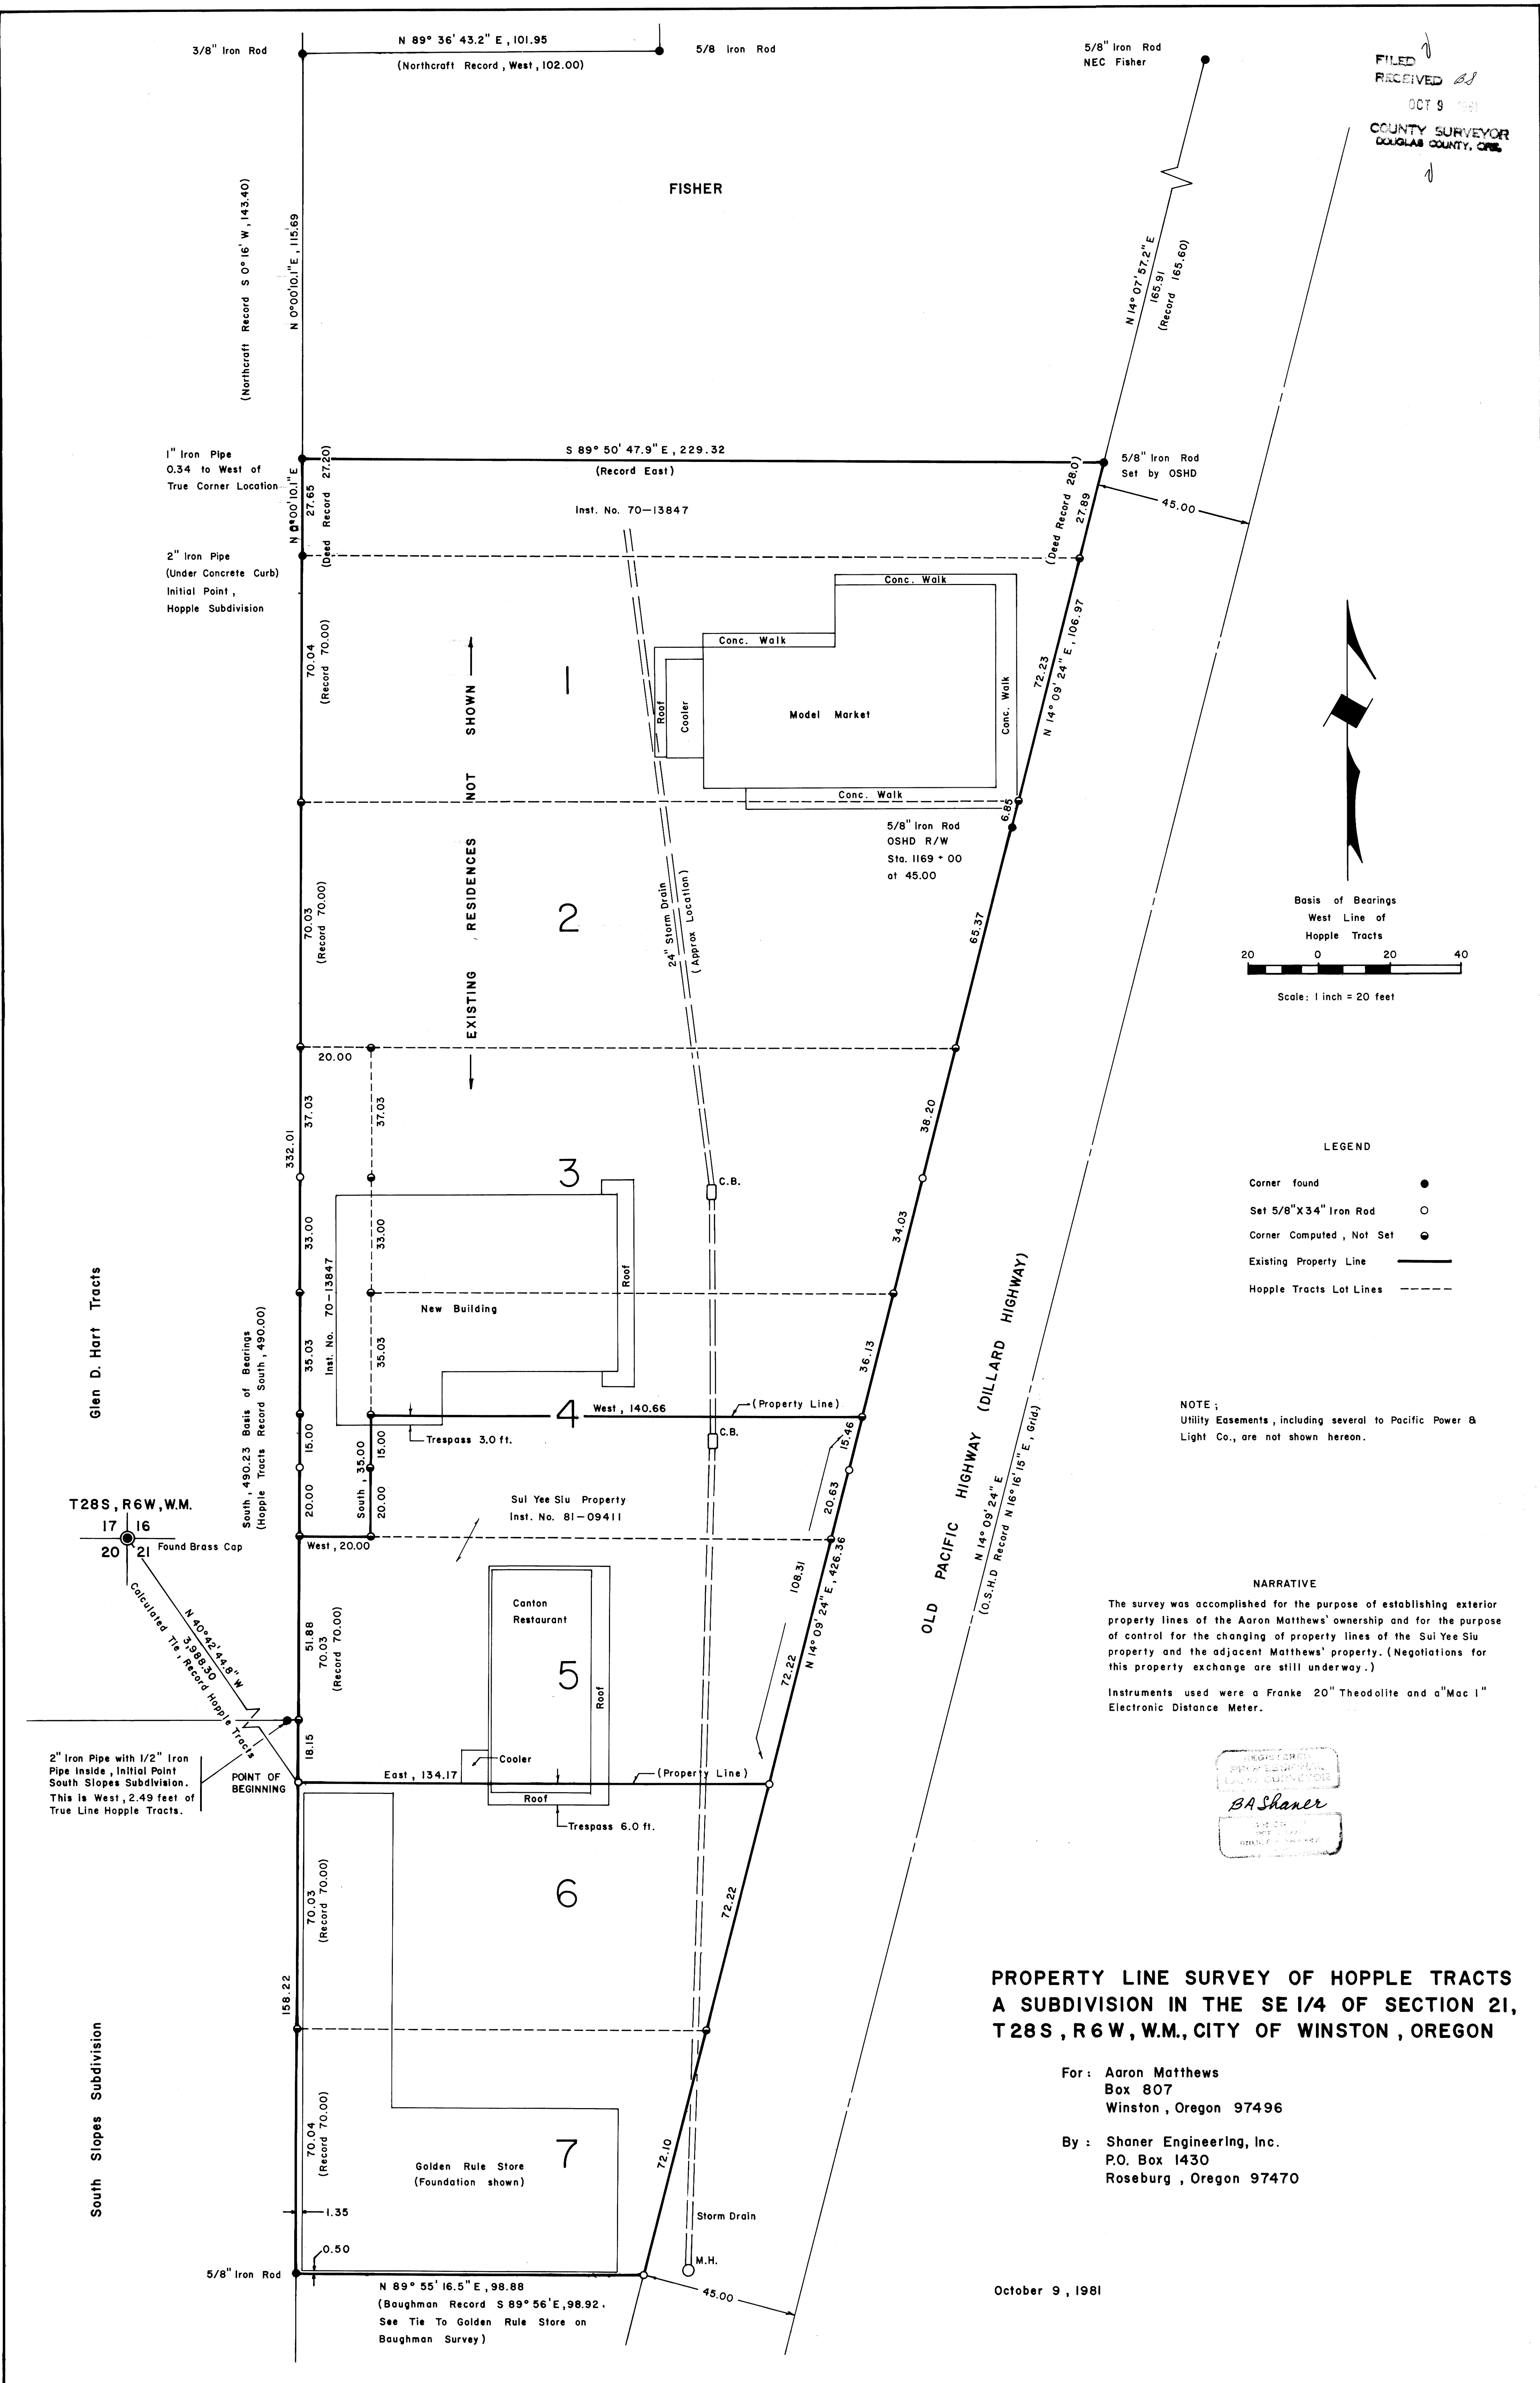 3/8" Iron Rod
N 89° 36' 43.2" E, 101.95
(Northcraft Record, West, 102.00)
5/8 Iron Rod
5/8" Iron Rod
NEC Fisher
FILED
RECEIVED BS
OCT 9
COUNTY SURVEYOR
DOUGLAS COUNTY, ORE.
FISHER
(Northcraft Record S 0° 16' W, 143.40)
N 0°00'10.1" E, 115.69
N 14° 07' 57.2" E
165.91
(Record 165.60)
1" Iron Pipe
0.34 to West of
True Corner Location
S 89° 50' 47.9" E, 229.32
(Record East)
5/8" Iron Rod
Set by OSHD
45.00
N 0°00'10.1" E
27.65
(Deed Record 27.20)
Inst. No. 70-13847
(Deed Record 28.0)
27.89
2" Iron Pipe
(Under Concrete Curb)
Initial Point,
Hopple Subdivision
70.04
(Record 70.00)
EXISTING RESIDENCES NOT SHOWN
1
Conc. Walk
Conc. Walk
Roof
Cooler
Model Market
Conc. Walk
Conc. Walk
72.23
N 14° 09' 24" E, 106.97
6.85
5/8" Iron Rod
OSHD R/W
Sta. 1169 + 00
at 45.00
70.03
(Record 70.00)
2
24" Storm Drain
(Approx Location)
65.37
Basis of Bearings
West Line of
Hopple Tracts
20 0 20 40
Scale: 1 inch = 20 feet
20.00
37.03
37.03
332.01
3
38.20
C.B.
33.00
33.00
34.03
Inst. No. 70-13847
New Building
Roof
LEGEND
Corner found
Set 5/8"X34" Iron Rod
Corner Computed, Not Set
Existing Property Line
Hopple Tracts Lot Lines
Glen D. Hart Tracts
South, 490.23 Basis of Bearings
(Hopple Tracts Record South, 490.00)
35.03
35.03
36.13
4
West, 140.66
(Property Line)
Trespass 3.0 ft.
C.B.
15.00
15.00
South, 35.00
15.46
20.00
20.00
20.63
NOTE;
Utility Easements, including several to Pacific Power &
Light Co., are not shown hereon.
OLD PACIFIC HIGHWAY (DILLARD HIGHWAY)
N 14° 09' 24" E
(O.S.H.D Record N 16° 16' 15" E, Grid)
T28S, R6W, W.M.
17 16
20 21
Found Brass Cap
N 40° 42' 44.8" W
3,988.30
Calculated Tie, Record Hopple Tracts
West, 20.00
Sui Yee Siu Property
Inst. No. 81-09411
51.88
70.03
(Record 70.00)
Canton
Restaurant
5
Roof
108.31
72.22
N 14° 09' 24" E, 426.36
18.15
2" Iron Pipe with 1/2" Iron
Pipe Inside, Initial Point
South Slopes Subdivision.
This is West, 2.49 feet of
True Line Hopple Tracts.
POINT OF
BEGINNING
Cooler
East, 134.17
(Property Line)
Roof
Trespass 6.0 ft.
NARRATIVE
The survey was accomplished for the purpose of establishing exterior
property lines of the Aaron Matthews' ownership and for the purpose
of control for the changing of property lines of the Sui Yee Siu
property and the adjacent Matthews' property. (Negotiations for
this property exchange are still underway.)
Instruments used were a Franke 20" Theodolite and a "Mac 1"
Electronic Distance Meter.
REGISTERED
PROFESSIONAL
LAND SURVEYOR
BA Shaner
70.03
(Record 70.00)
6
72.22
158.22
South Slopes Subdivision
70.04
(Record 70.00)
7
72.10
Golden Rule Store
(Foundation shown)
1.35
0.50
Storm Drain
M.H.
45.00
5/8" Iron Rod
N 89° 55' 16.5" E, 98.88
(Baughman Record S 89° 56' E, 98.92.
See Tie To Golden Rule Store on
Baughman Survey)
PROPERTY LINE SURVEY OF HOPPLE TRACTS
A SUBDIVISION IN THE SE 1/4 OF SECTION 21,
T28S, R6W, W.M., CITY OF WINSTON, OREGON
For: Aaron Matthews
Box 807
Winston, Oregon 97496
By: Shaner Engineering, Inc.
P.O. Box 1430
Roseburg, Oregon 97470
October 9, 1981